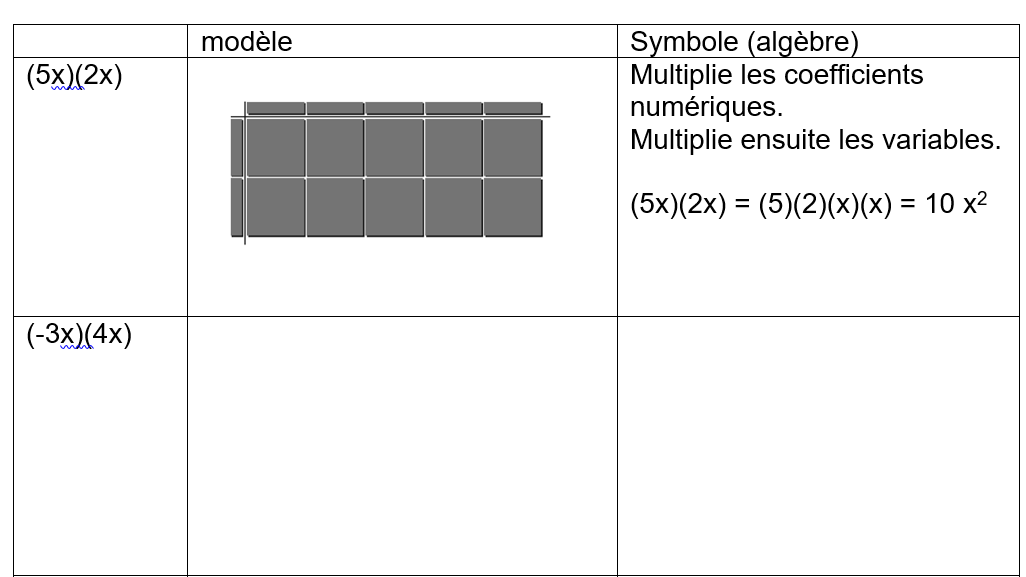 modèle
Symbole (algèbre)
(5x)(2x)
Multiplie les coefficients
numériques.
Multiplie ensuite les variables.
(5x)(2x) = (5)(2)(x)(x) = 10 x²
(-3x)(4x)